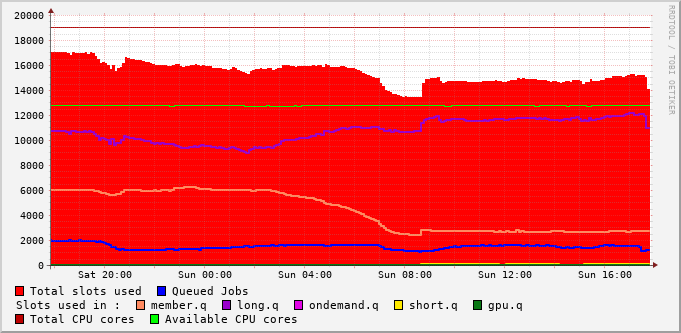 20000
18000
16000
14000
12000
10000
8000
6000
4000
2000
0
Sat 20:00 Sun 00:00 Sun 04:00 Sun 08:00 Sun 12:00 Sun 16:00
Total slots used Queued Jobs
Slots used in : member.q long.q ondemand.q short.q gpu.q
Total CPU cores Available CPU cores
RRDTOOL / TOBI OETIKER